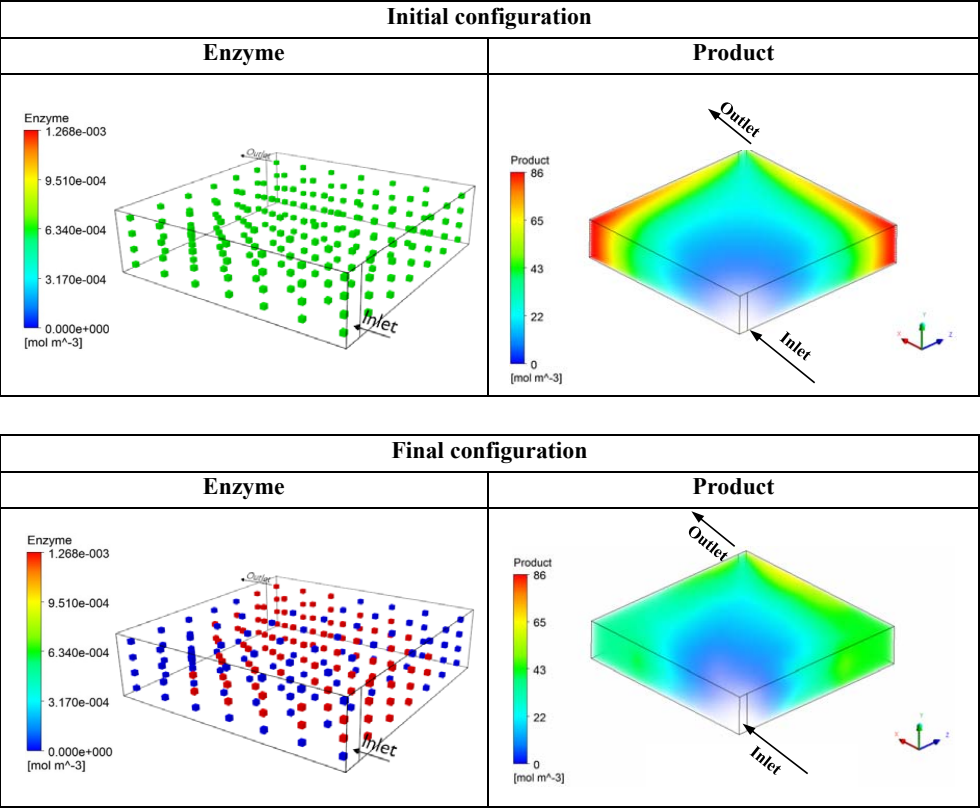 Initial configuration
Enzyme
Product
Enzyme
1.268e-003
9.510e-004
6.340e-004
3.170e-004
0.000e+000
[mol m^-3]
Outlet
Inlet
Product
86
65
43
22
0
[mol m^-3]
Outlet
Inlet
X
Y
Z
Final configuration
Enzyme
Product
Enzyme
1.268e-003
9.510e-004
6.340e-004
3.170e-004
0.000e+000
[mol m^-3]
Outlet
Inlet
Product
86
65
43
22
0
[mol m^-3]
Outlet
Inlet
X
Y
Z